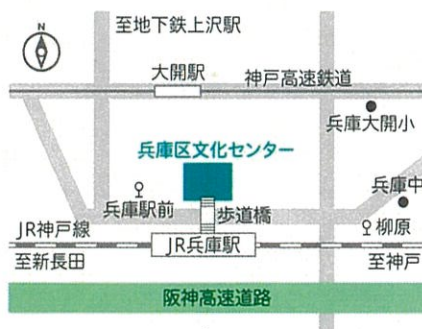 N
至地下鉄上沢駅
大開駅
神戸高速鉄道
兵庫大開小
兵庫区文化センター
兵庫中
兵庫駅前
歩道橋
柳原
JR神戸線
JR兵庫駅
至新長田
至神戸
阪神高速道路